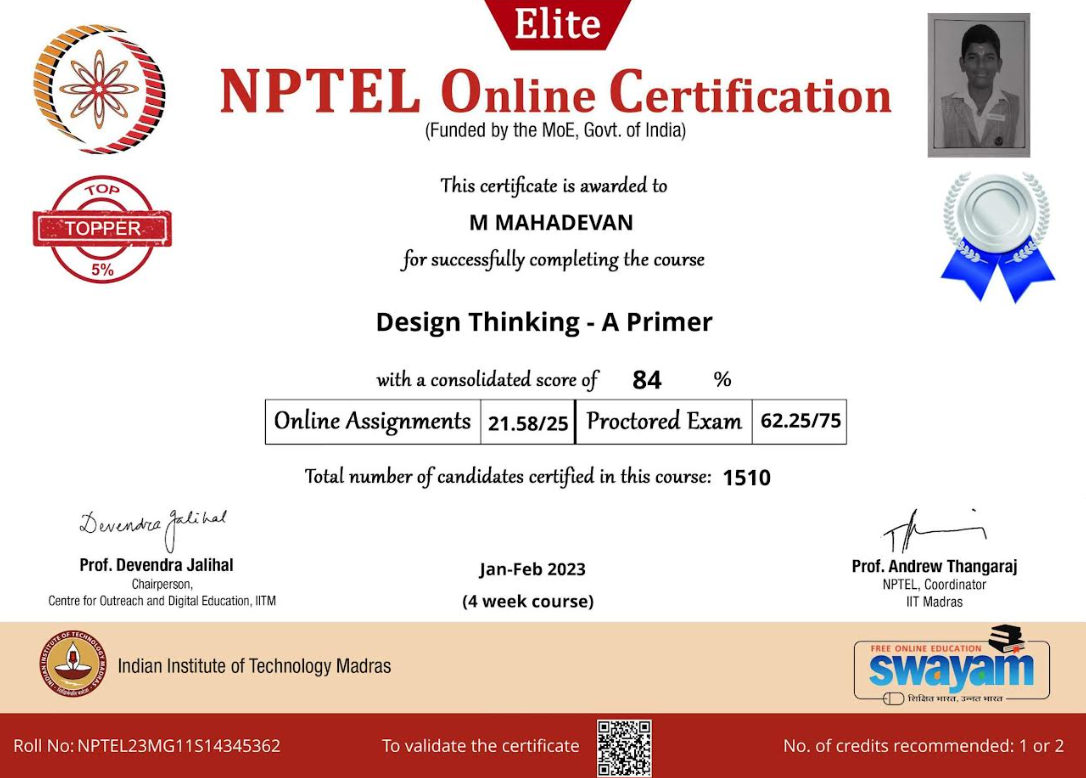 Elite
NPTEL Online Certification
(Funded by the MoE, Govt. of India)
TOP
TOPPER
5%
This certificate is awarded to
M MAHADEVAN
for successfully completing the course
Design Thinking - A Primer
with a consolidated score of 84 %
Online Assignments 21.58/25 Proctored Exam 62.25/75
Total number of candidates certified in this course: 1510
Devendra Jalihal
Prof. Devendra Jalihal
Chairperson,
Centre for Outreach and Digital Education, IITM
Jan-Feb 2023
(4 week course)
Prof. Andrew Thangaraj
NPTEL, Coordinator
IIT Madras
INDIAN INSTITUTE OF TECHNOLOGY MADRAS
Indian Institute of Technology Madras
FREE ONLINE EDUCATION
swayam
शिक्षित भारत, उन्नत भारत
Roll No: NPTEL23MG11S14345362
To validate the certificate
No. of credits recommended: 1 or 2